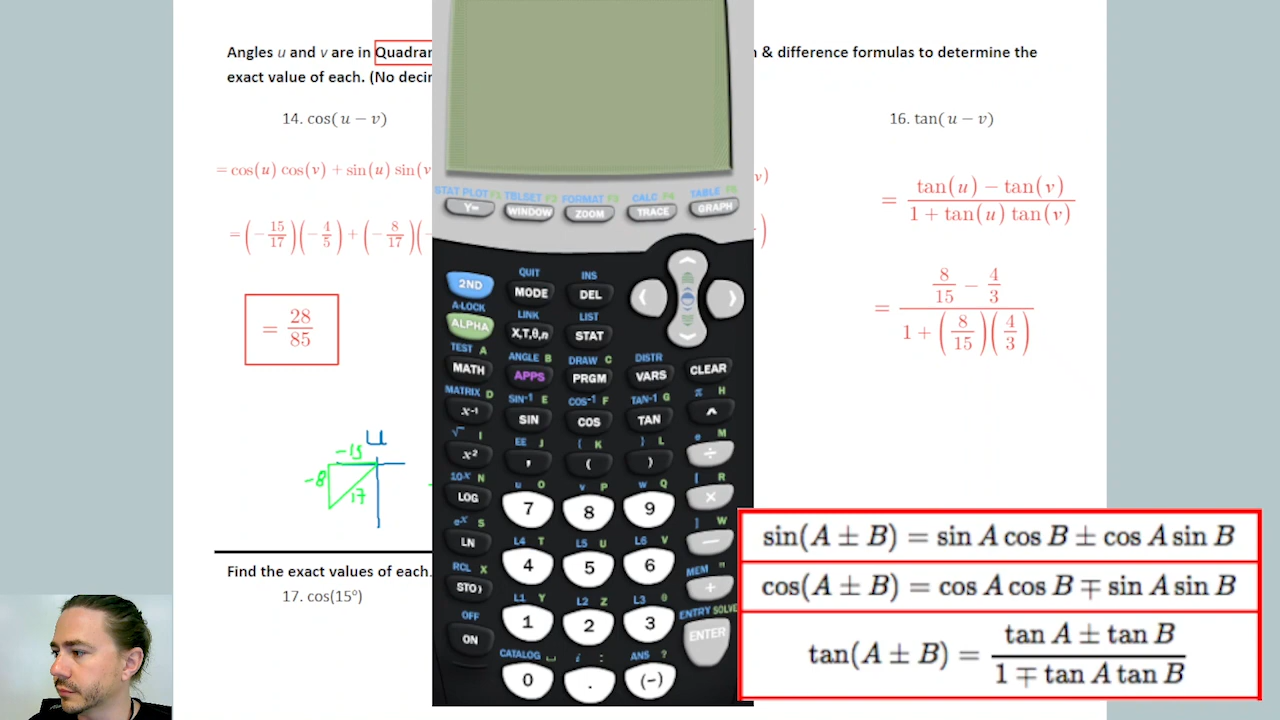 Angles u and v are in Quadran
& difference formulas to determine the
exact value of each. (No decin
14. cos( u − v)
16. tan( u − v)
= cos(u) cos(v) + sin(u) sin(v
v)
= (−15/17)(−4/5) + (−8/17)(−
)
= 28/85
= tan(u) − tan(v) / 1 + tan(u) tan(v)
= 8/15 − 4/3 / 1 + (8/15)(4/3)
u
−15
−8
17
Find the exact values of each.
17. cos(15°)
STAT PLOT F1 TBLSET F2 FORMAT F3 CALC F4 TABLE F5
Y= WINDOW ZOOM TRACE GRAPH
QUIT INS
2ND MODE DEL
A-LOCK LINK LIST
ALPHA X,T,θ,n STAT
TEST A ANGLE B DRAW C DISTR
MATH APPS PRGM VARS CLEAR
MATRIX D SIN⁻¹ E COS⁻¹ F TAN⁻¹ G π H
x⁻¹ SIN COS TAN ^
√ I EE J { K } L e M
x² , ( ) ÷
10ˣ N u O v P w Q [ R
LOG 7 8 9 ×
eˣ S L4 T L5 U L6 V ] W
LN 4 5 6 −
RCL X L1 Y L2 Z L3 θ MEM "
STO› 1 2 3 +
OFF CATALOG ⎵ i : ANS ? ENTRY SOLVE
ON 0 . (−) ENTER
sin(A ± B) = sin A cos B ± cos A sin B
cos(A ± B) = cos A cos B ∓ sin A sin B
tan(A ± B) = tan A ± tan B / 1 ∓ tan A tan B